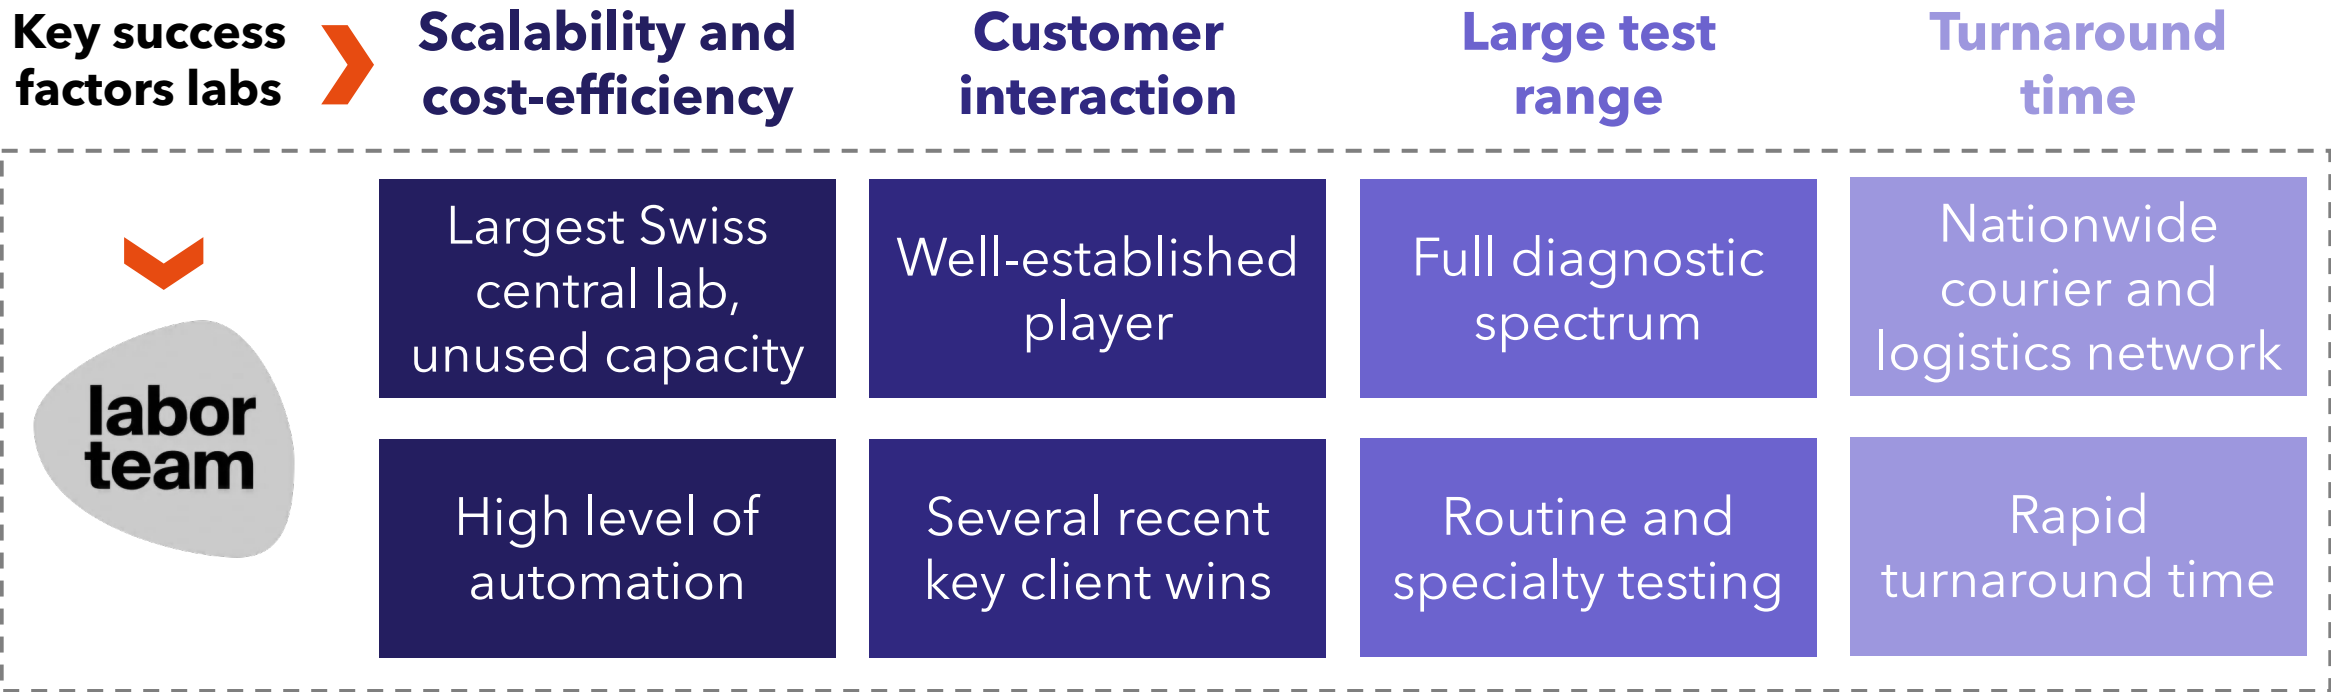 Key success
factors labs
Scalability and
cost-efficiency
Customer
interaction
Large test
range
Turnaround
time
labor
team
Largest Swiss
central lab,
unused capacity
Well-established
player
Full diagnostic
spectrum
Nationwide
courier and
logistics network
High level of
automation
Several recent
key client wins
Routine and
specialty testing
Rapid
turnaround time